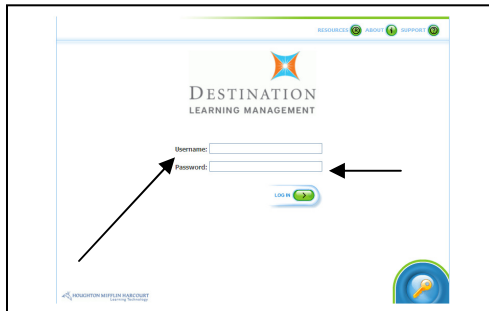 RESOURCES ABOUT SUPPORT
DESTINATION
LEARNING MANAGEMENT
Username:
Password:
LOG IN
HOUGHTON MIFFLIN HARCOURT
Learning Technology